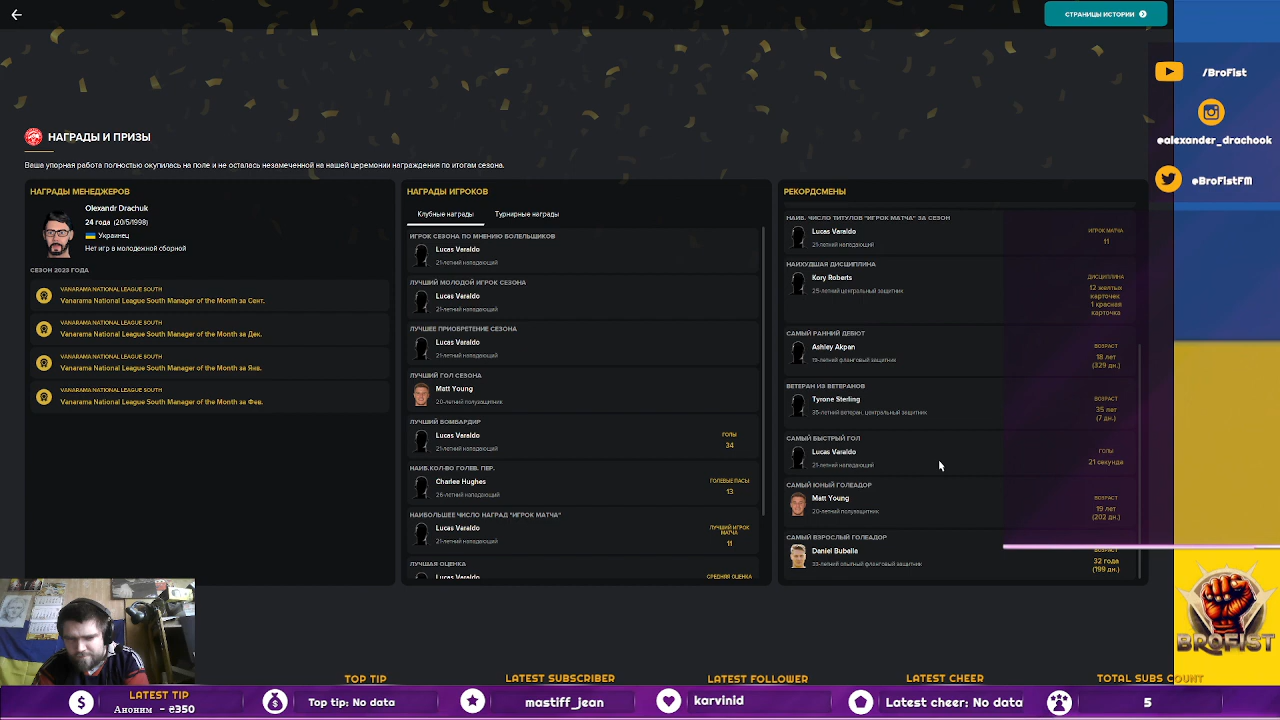 СТРАНИЦЫ ИСТОРИИ
/BroFist
@alexander_drachook
@BroFistFM
НАГРАДЫ И ПРИЗЫ
Ваша упорная работа полностью окупилась на поле и не осталась незамеченной на нашей церемонии награждения по итогам сезона.
НАГРАДЫ МЕНЕДЖЕРОВ
Olexandr Drachuk
24 года (20/5/1998)
Украинец
Нет игр в молодежной сборной
СЕЗОН 2023 ГОДА
VANARAMA NATIONAL LEAGUE SOUTH
Vanarama National League South Manager of the Month за Сент.
VANARAMA NATIONAL LEAGUE SOUTH
Vanarama National League South Manager of the Month за Дек.
VANARAMA NATIONAL LEAGUE SOUTH
Vanarama National League South Manager of the Month за Янв.
VANARAMA NATIONAL LEAGUE SOUTH
Vanarama National League South Manager of the Month за Фев.
НАГРАДЫ ИГРОКОВ
Клубные награды
Турнирные награды
ИГРОК СЕЗОНА ПО МНЕНИЮ БОЛЕЛЬЩИКОВ
Lucas Varaldo
21-летний нападающий
ЛУЧШИЙ МОЛОДОЙ ИГРОК СЕЗОНА
Lucas Varaldo
21-летний нападающий
ЛУЧШЕЕ ПРИОБРЕТЕНИЕ СЕЗОНА
Lucas Varaldo
21-летний нападающий
ЛУЧШИЙ ГОЛ СЕЗОНА
Matt Young
20-летний полузащитник
ЛУЧШИЙ БОМБАРДИР
Lucas Varaldo
21-летний нападающий
ГОЛЫ
34
НАИБ.КОЛ-ВО ГОЛЕВ. ПЕР.
Charlee Hughes
26-летний нападающий
ГОЛЕВЫЕ ПАСЫ
13
НАИБОЛЬШЕЕ ЧИСЛО НАГРАД "ИГРОК МАТЧА"
Lucas Varaldo
21-летний нападающий
ЛУЧШИЙ ИГРОК
МАТЧА
11
ЛУЧШАЯ ОЦЕНКА
Lucas Varaldo
СРЕДНЯЯ ОЦЕНКА
РЕКОРДСМЕНЫ
НАИБ. ЧИСЛО ТИТУЛОВ "ИГРОК МАТЧА" ЗА СЕЗОН
Lucas Varaldo
21-летний нападающий
ИГРОК МАТЧА
11
НАИХУДШАЯ ДИСЦИПЛИНА
Kory Roberts
25-летний центральный защитник
ДИСЦИПЛИНА
12 желтых
карточек
1 красная
карточка
САМЫЙ РАННИЙ ДЕБЮТ
Ashley Akpan
19-летний фланговый защитник
ВОЗРАСТ
18 лет
(329 дн.)
ВЕТЕРАН ИЗ ВЕТЕРАНОВ
Tyrone Sterling
35-летний ветеран, центральный защитник
ВОЗРАСТ
35 лет
(7 дн.)
САМЫЙ БЫСТРЫЙ ГОЛ
Lucas Varaldo
21-летний нападающий
ГОЛЫ
21 секунда
САМЫЙ ЮНЫЙ ГОЛЕАДОР
Matt Young
20-летний полузащитник
ВОЗРАСТ
19 лет
(202 дн.)
САМЫЙ ВЗРОСЛЫЙ ГОЛЕАДОР
Daniel Buballa
33-летний опытный фланговый защитник
ВОЗРАСТ
32 года
(199 дн.)
BROFIST
LATEST TIP
Аноним - ₴350
TOP TIP
Top tip: No data
LATEST SUBSCRIBER
mastiff_jean
LATEST FOLLOWER
karvinid
LATEST CHEER
Latest cheer: No data
TOTAL SUBS COUNT
5